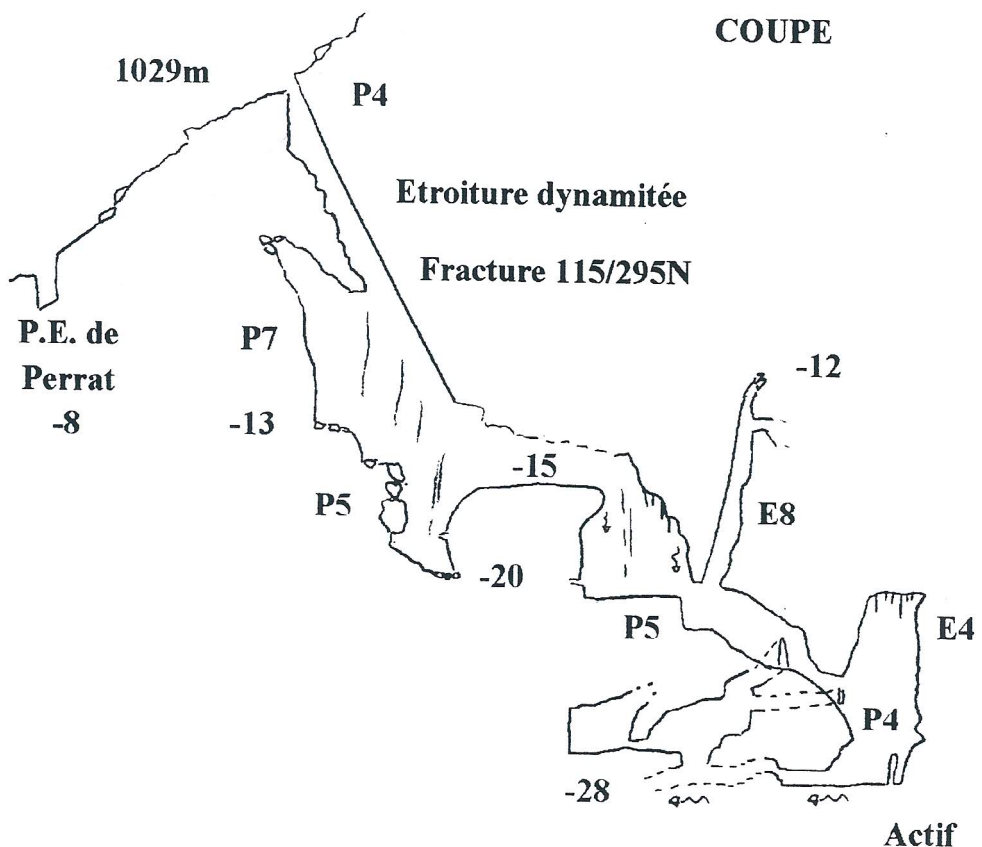 COUPE
1029m
P4
Etroiture dynamitée
Fracture 115/295N
P.E. de
Perrat
-8
P7
-12
-13
-15
P5
E8
-20
P5
E4
P4
-28
Actif